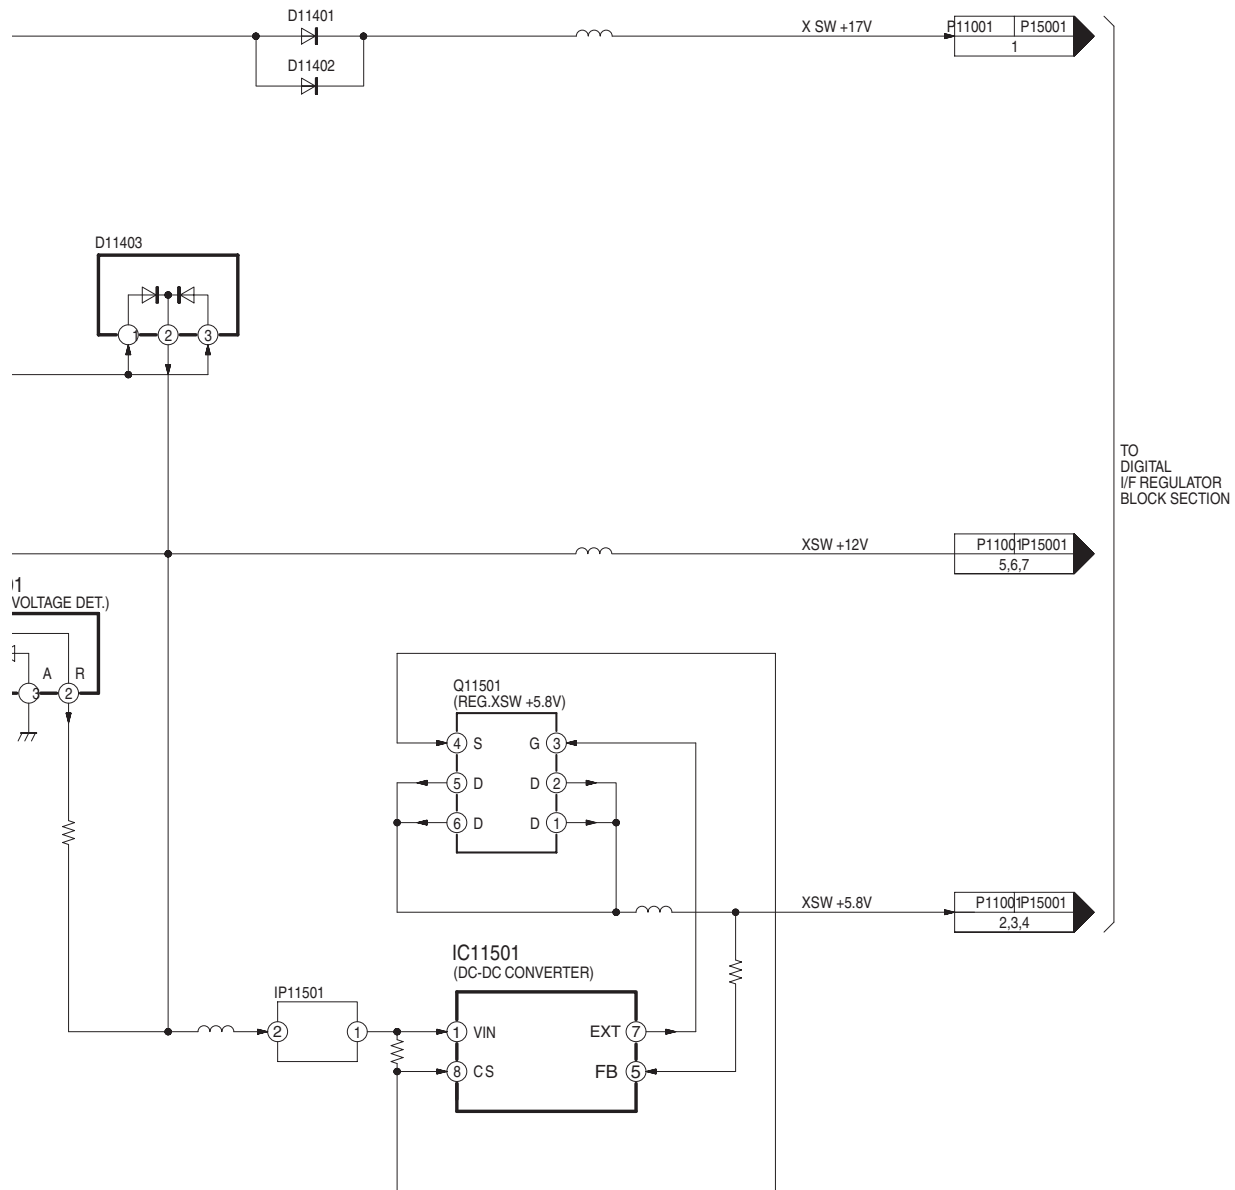 D11401
X SW +17V
P11001 P15001
1
D11402
D11403
1 2 3
TO
DIGITAL
I/F REGULATOR
BLOCK SECTION
XSW +12V
P11001 P15001
5,6,7
VOLTAGE DET.)
A R
3 2
Q11501
(REG.XSW +5.8V)
4 S G 3
5 D D 2
6 D D 1
XSW +5.8V
P11001 P15001
2,3,4
IC11501
(DC-DC CONVERTER)
IP11501
2 1
1 VIN EXT 7
8 CS FB 5